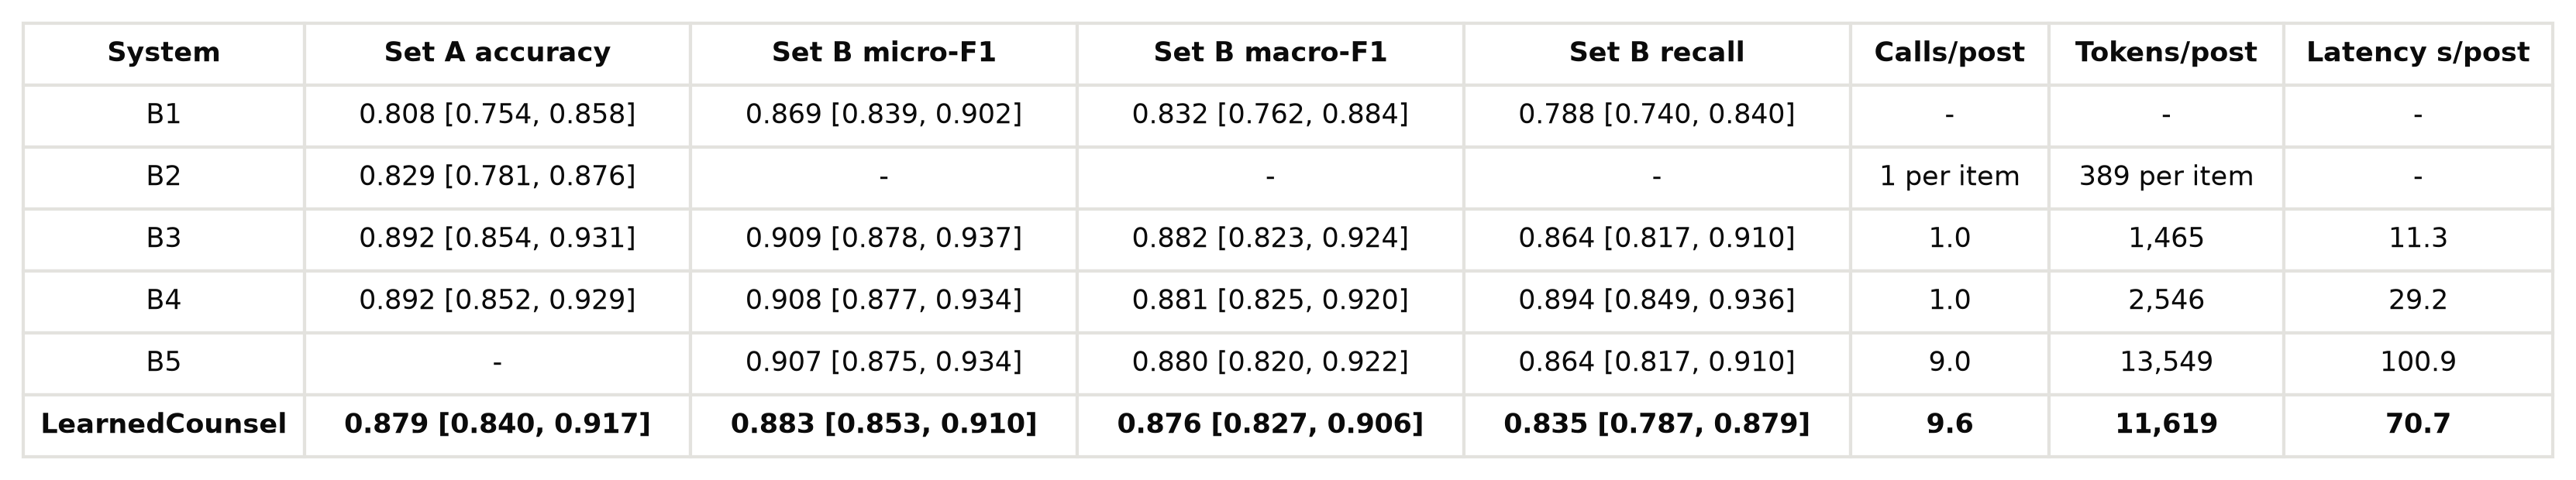 System Set A accuracy Set B micro-F1 Set B macro-F1 Set B recall Calls/post Tokens/post Latency s/post
B1 0.808 [0.754, 0.858] 0.869 [0.839, 0.902] 0.832 [0.762, 0.884] 0.788 [0.740, 0.840] - - -
B2 0.829 [0.781, 0.876] - - - 1 per item 389 per item -
B3 0.892 [0.854, 0.931] 0.909 [0.878, 0.937] 0.882 [0.823, 0.924] 0.864 [0.817, 0.910] 1.0 1,465 11.3
B4 0.892 [0.852, 0.929] 0.908 [0.877, 0.934] 0.881 [0.825, 0.920] 0.894 [0.849, 0.936] 1.0 2,546 29.2
B5 - 0.907 [0.875, 0.934] 0.880 [0.820, 0.922] 0.864 [0.817, 0.910] 9.0 13,549 100.9
LearnedCounsel 0.879 [0.840, 0.917] 0.883 [0.853, 0.910] 0.876 [0.827, 0.906] 0.835 [0.787, 0.879] 9.6 11,619 70.7